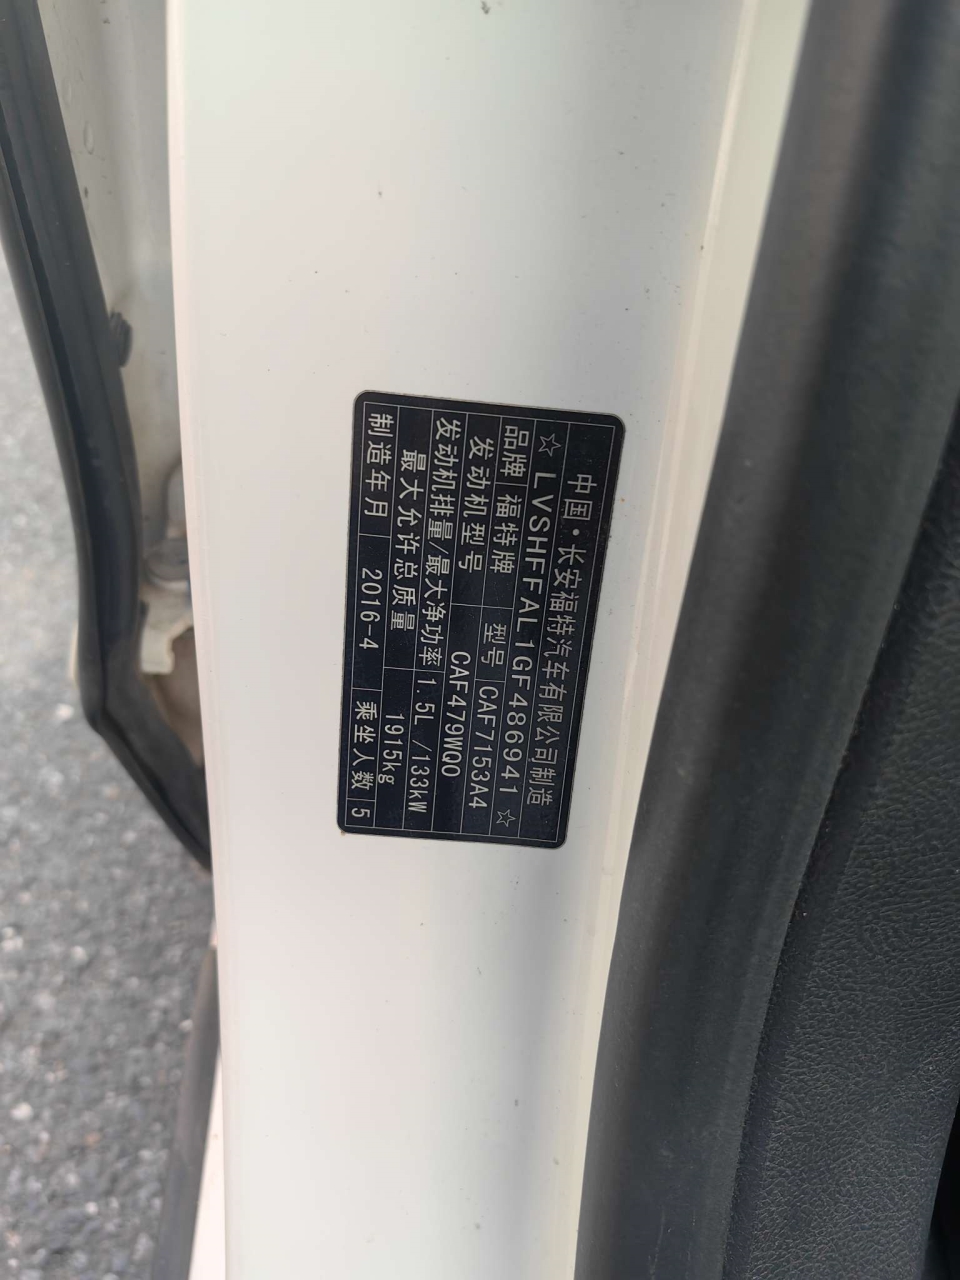 中国·长安福特汽车有限公司制造
☆ LVSHFFAL1GF486941 ☆
品牌 福特牌 型号 CAF7153A4
发动机型号 CAF479WQ0
发动机排量/最大净功率 1.5L /133kW
最大允许总质量 1915kg
制造年月 2016-4 乘坐人数 5